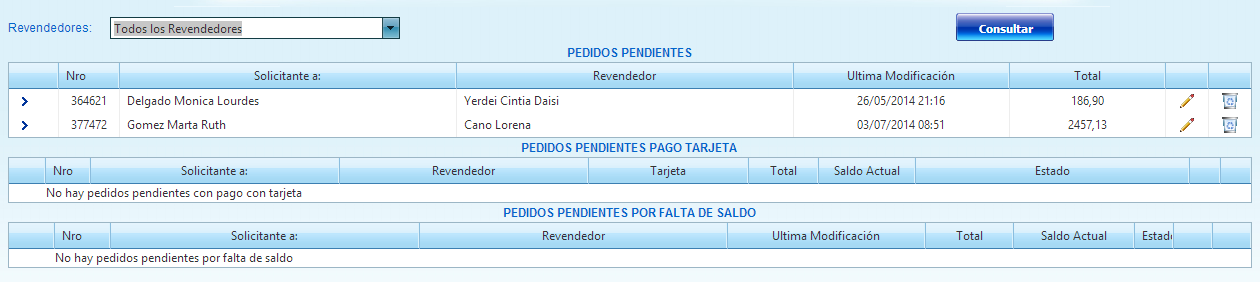 Revendedores: Todos los Revendedores Consultar
PEDIDOS PENDIENTES
Nro Solicitante a: Revendedor Ultima Modificación Total
364621 Delgado Monica Lourdes Yerdei Cintia Daisi 26/05/2014 21:16 186,90
377472 Gomez Marta Ruth Cano Lorena 03/07/2014 08:51 2457,13
PEDIDOS PENDIENTES PAGO TARJETA
Nro Solicitante a: Revendedor Tarjeta Total Saldo Actual Estado
No hay pedidos pendientes con pago con tarjeta
PEDIDOS PENDIENTES POR FALTA DE SALDO
Nro Solicitante a: Revendedor Ultima Modificación Total Saldo Actual Estado
No hay pedidos pendientes por falta de saldo